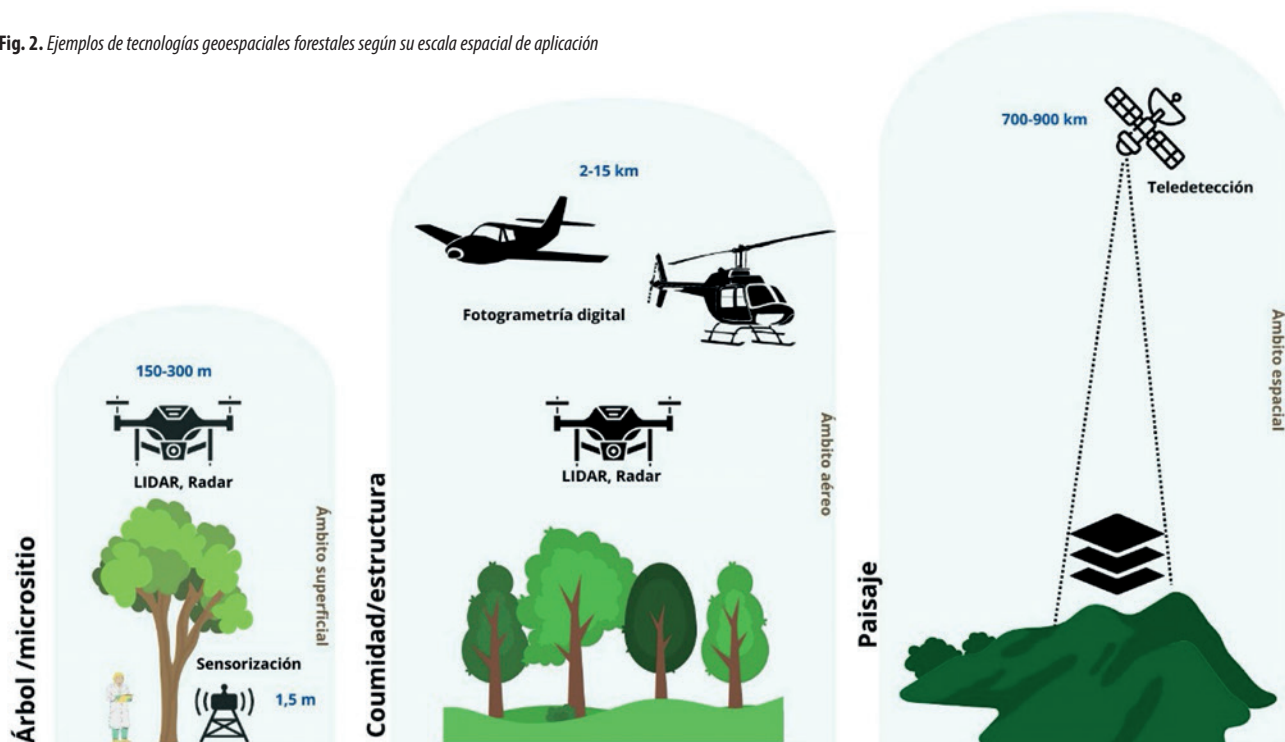 Fig. 2. Ejemplos de tecnologías geoespaciales forestales según su escala espacial de aplicación
Árbol /micrositio
150-300 m
LIDAR, Radar
Ámbito superficial
Sensorización
1,5 m
Coumidad/estructura
2-15 km
Fotogrametría digital
LIDAR, Radar
Ámbito aéreo
Paisaje
700-900 km
Teledetección
Ámbito espacial